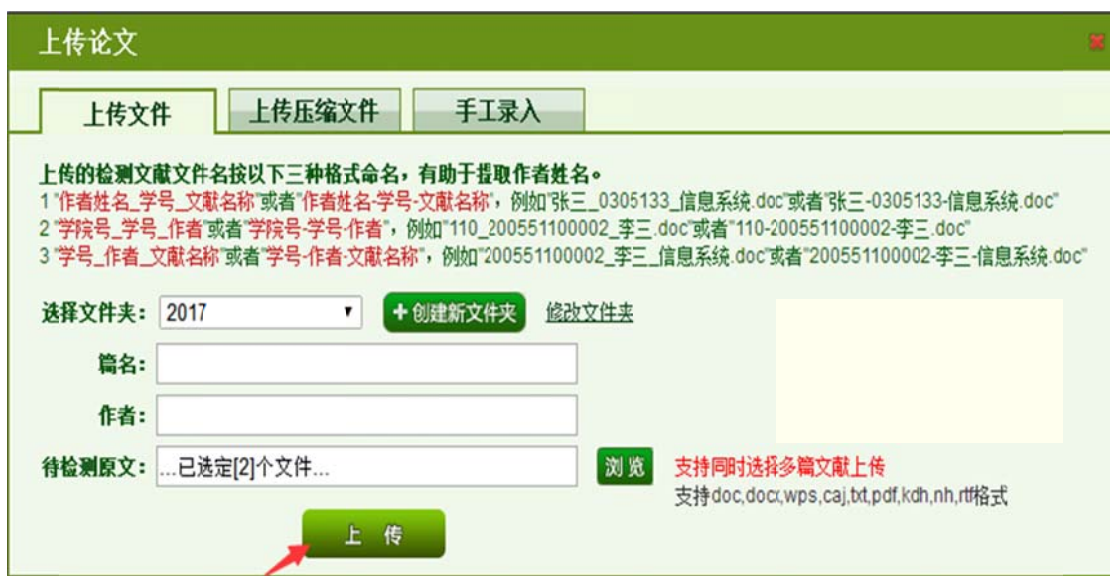 上传论文
上传文件 上传压缩文件 手工录入
上传的检测文献文件名按以下三种格式命名，有助于提取作者姓名。
1 "作者姓名_学号_文献名称"或者"作者姓名-学号-文献名称"，例如"张三_0305133_信息系统.doc"或者"张三-0305133-信息系统.doc"
2 "学院号_学号_作者"或者"学院号-学号-作者"，例如"110_200551100002_李三.doc"或者"110-200551100002-李三.doc"
3 "学号_作者_文献名称"或者"学号-作者-文献名称"，例如"200551100002_李三_信息系统.doc"或者"200551100002-李三-信息系统.doc"
选择文件夹： 2017 +创建新文件夹 修改文件夹
篇名：
作者：
待检测原文： ...已选定[2]个文件... 浏览 支持同时选择多篇文献上传
支持doc,docx,wps,caj,txt,pdf,kdh,nh,rtf格式
上 传